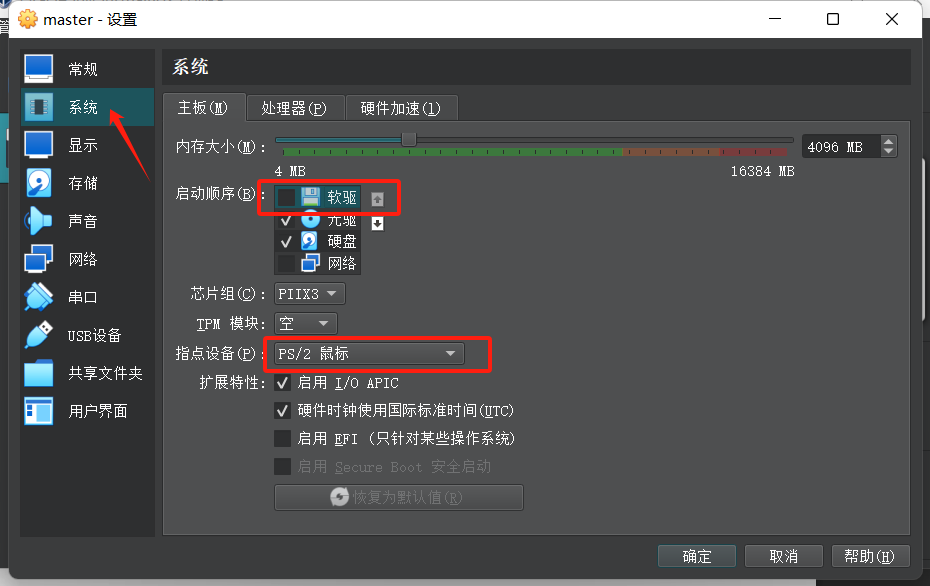 master - 设置
常规
系统
显示
存储
声音
网络
串口
USB设备
共享文件夹
用户界面
系统
主板(M)
处理器(P)
硬件加速(l)
内存大小(M):
4096 MB
4 MB
16384 MB
启动顺序(B):
软驱
光驱
硬盘
网络
芯片组(C):
PIIX3
TPM 模块:
空
指点设备(P):
PS/2 鼠标
扩展特性:
启用 I/O APIC
硬件时钟使用国际标准时间(UTC)
启用 EFI (只针对某些操作系统)
启用 Secure Boot 安全启动
恢复为默认值(R)
确定
取消
帮助(H)